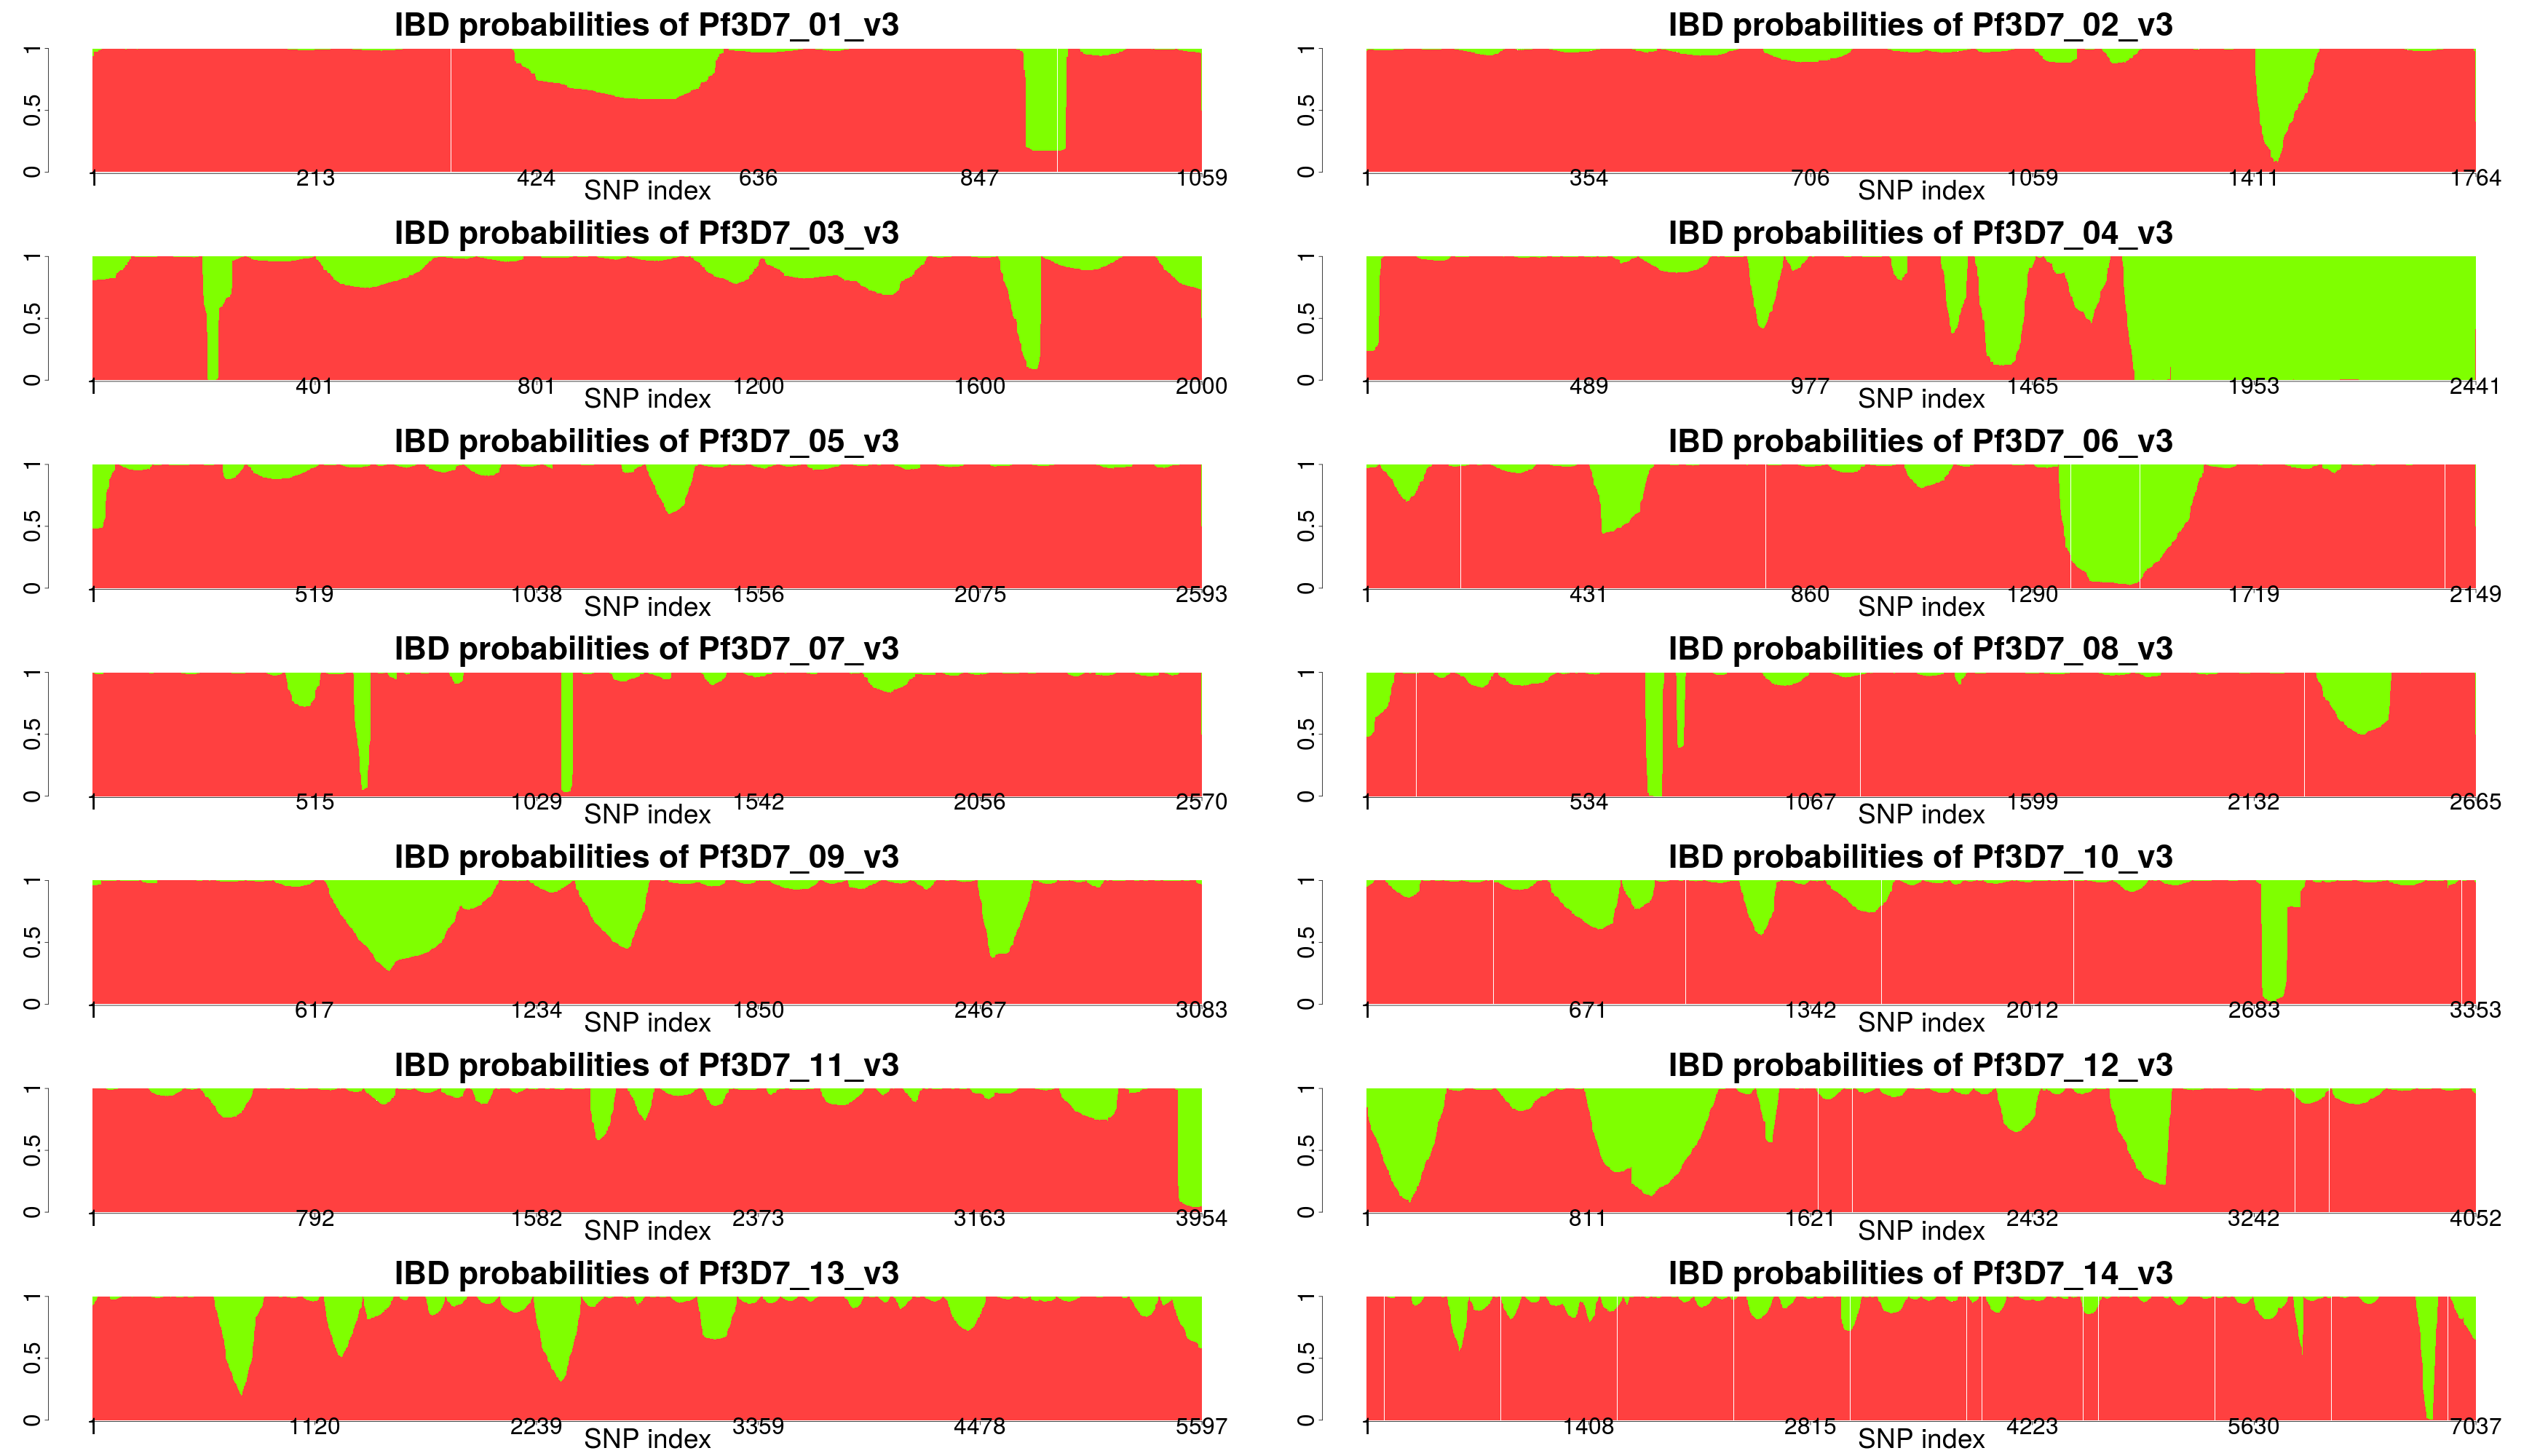 IBD probabilities of Pf3D7_01_v3
0 0.5 1
1 213 424 636 847 1059
SNP index
IBD probabilities of Pf3D7_02_v3
0 0.5 1
1 354 706 1059 1411 1764
SNP index
IBD probabilities of Pf3D7_03_v3
0 0.5 1
1 401 801 1200 1600 2000
SNP index
IBD probabilities of Pf3D7_04_v3
0 0.5 1
1 489 977 1465 1953 2441
SNP index
IBD probabilities of Pf3D7_05_v3
0 0.5 1
1 519 1038 1556 2075 2593
SNP index
IBD probabilities of Pf3D7_06_v3
0 0.5 1
1 431 860 1290 1719 2149
SNP index
IBD probabilities of Pf3D7_07_v3
0 0.5 1
1 515 1029 1542 2056 2570
SNP index
IBD probabilities of Pf3D7_08_v3
0 0.5 1
1 534 1067 1599 2132 2665
SNP index
IBD probabilities of Pf3D7_09_v3
0 0.5 1
1 617 1234 1850 2467 3083
SNP index
IBD probabilities of Pf3D7_10_v3
0 0.5 1
1 671 1342 2012 2683 3353
SNP index
IBD probabilities of Pf3D7_11_v3
0 0.5 1
1 792 1582 2373 3163 3954
SNP index
IBD probabilities of Pf3D7_12_v3
0 0.5 1
1 811 1621 2432 3242 4052
SNP index
IBD probabilities of Pf3D7_13_v3
0 0.5 1
1 1120 2239 3359 4478 5597
SNP index
IBD probabilities of Pf3D7_14_v3
0 0.5 1
1 1408 2815 4223 5630 7037
SNP index